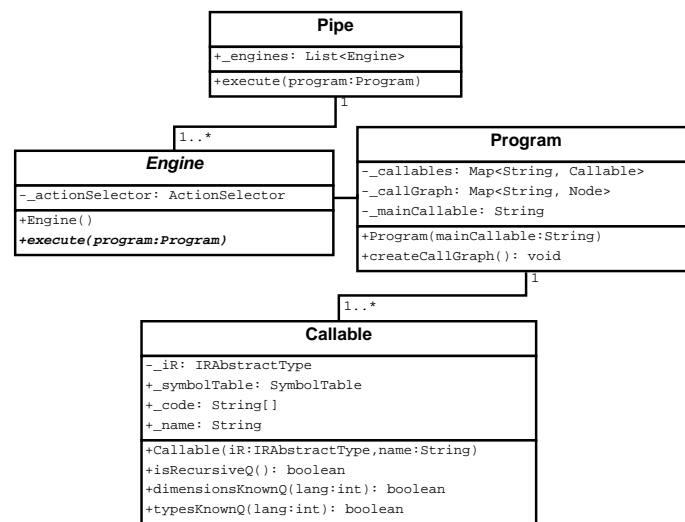 Pipe
+_engines: List<Engine>
+execute(program:Program)
1
1..*
Engine
-_actionSelector: ActionSelector
+Engine()
+execute(program:Program)
Program
-_callables: Map<String, Callable>
-_callGraph: Map<String, Node>
-_mainCallable: String
+Program(mainCallable:String)
+createCallGraph(): void
1
1..*
Callable
-_iR: IRAbstractType
+_symbolTable: SymbolTable
+_code: String[]
+_name: String
+Callable(iR:IRAbstractType,name:String)
+isRecursiveQ(): boolean
+dimensionsKnownQ(lang:int): boolean
+typesKnownQ(lang:int): boolean